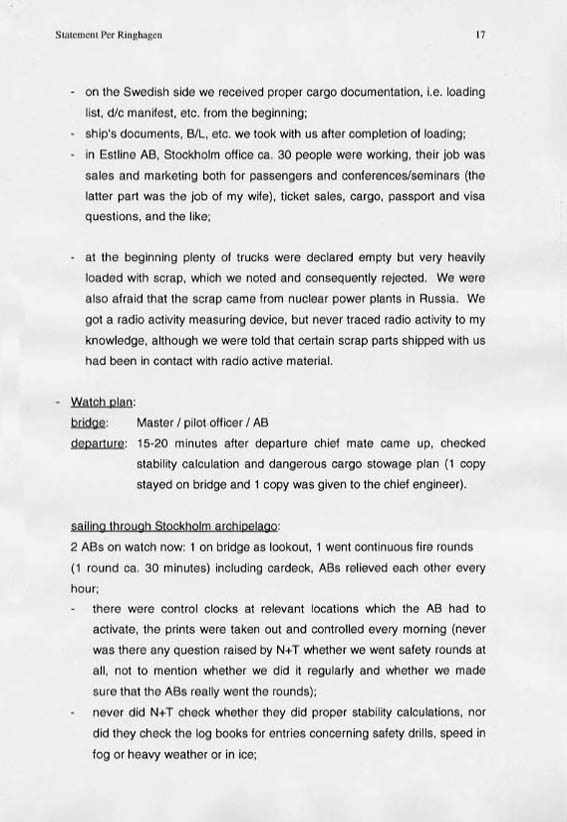 Statement Per Ringhagen 17
- on the Swedish side we received proper cargo documentation, i.e. loading
list, d/c manifest, etc. from the beginning;
- ship's documents, B/L, etc. we took with us after completion of loading;
- in Estline AB, Stockholm office ca. 30 people were working, their job was
sales and marketing both for passengers and conferences/seminars (the
latter part was the job of my wife), ticket sales, cargo, passport and visa
questions, and the like;
- at the beginning plenty of trucks were declared empty but very heavily
loaded with scrap, which we noted and consequently rejected. We were
also afraid that the scrap came from nuclear power plants in Russia. We
got a radio activity measuring device, but never traced radio activity to my
knowledge, although we were told that certain scrap parts shipped with us
had been in contact with radio active material.
- Watch plan:
bridge: Master / pilot officer / AB
departure: 15-20 minutes after departure chief mate came up, checked
stability calculation and dangerous cargo stowage plan (1 copy
stayed on bridge and 1 copy was given to the chief engineer).
sailing through Stockholm archipelago:
2 ABs on watch now: 1 on bridge as lookout, 1 went continuous fire rounds
(1 round ca. 30 minutes) including cardeck, ABs relieved each other every
hour;
- there were control clocks at relevant locations which the AB had to
activate, the prints were taken out and controlled every morning (never
was there any question raised by N+T whether we went safety rounds at
all, not to mention whether we did it regularly and whether we made
sure that the ABs really went the rounds);
- never did N+T check whether they did proper stability calculations, nor
did they check the log books for entries concerning safety drills, speed in
fog or heavy weather or in ice;